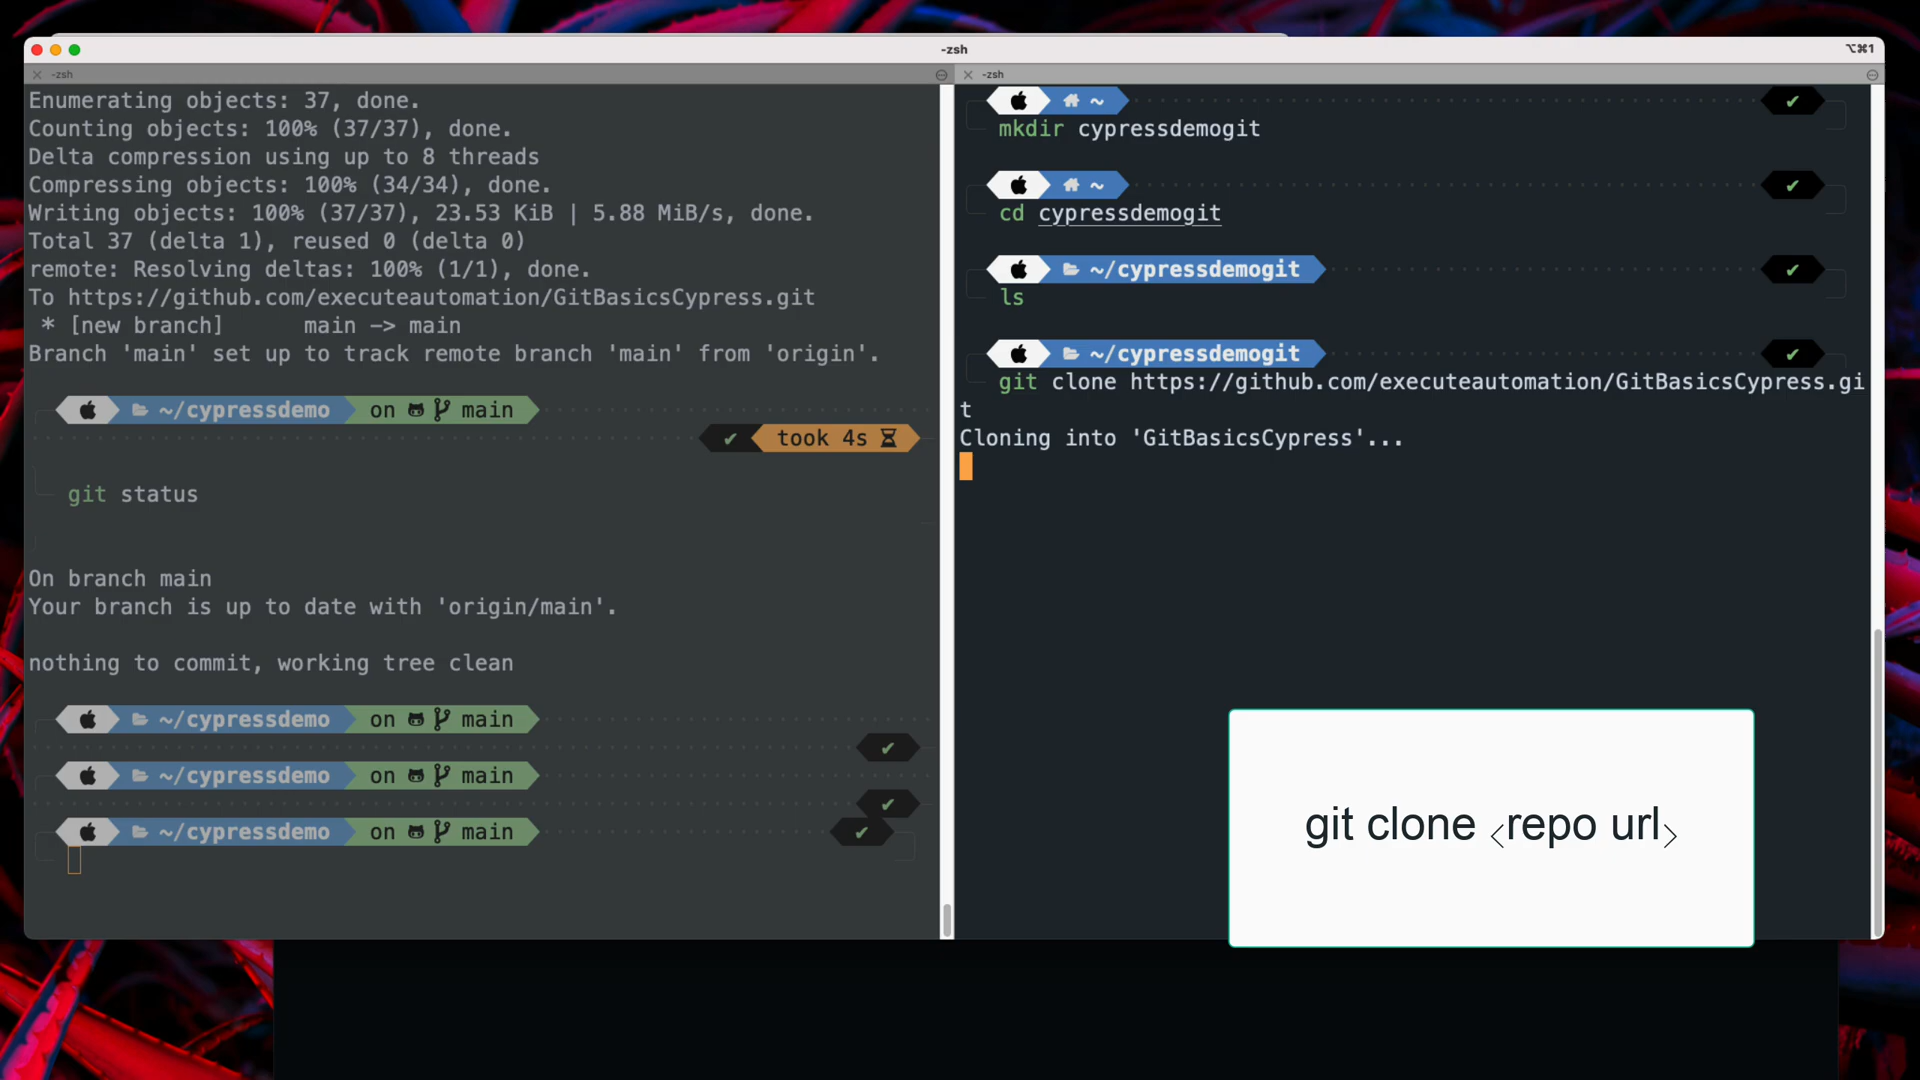 -zsh
⌥⌘1
-zsh
Enumerating objects: 37, done.
Counting objects: 100% (37/37), done.
Delta compression using up to 8 threads
Compressing objects: 100% (34/34), done.
Writing objects: 100% (37/37), 23.53 KiB | 5.88 MiB/s, done.
Total 37 (delta 1), reused 0 (delta 0)
remote: Resolving deltas: 100% (1/1), done.
To https://github.com/executeautomation/GitBasicsCypress.git
* [new branch]      main -> main
Branch 'main' set up to track remote branch 'main' from 'origin'.
~/cypressdemo on main
✔ took 4s
git status
On branch main
Your branch is up to date with 'origin/main'.
nothing to commit, working tree clean
~/cypressdemo on main
✔
~/cypressdemo on main
✔
~/cypressdemo on main ✔
-zsh
~ ✔
mkdir cypressdemogit
~ ✔
cd cypressdemogit
~/cypressdemogit ✔
ls
~/cypressdemogit ✔
git clone https://github.com/executeautomation/GitBasicsCypress.gi
t
Cloning into 'GitBasicsCypress'...
git clone <repo url>